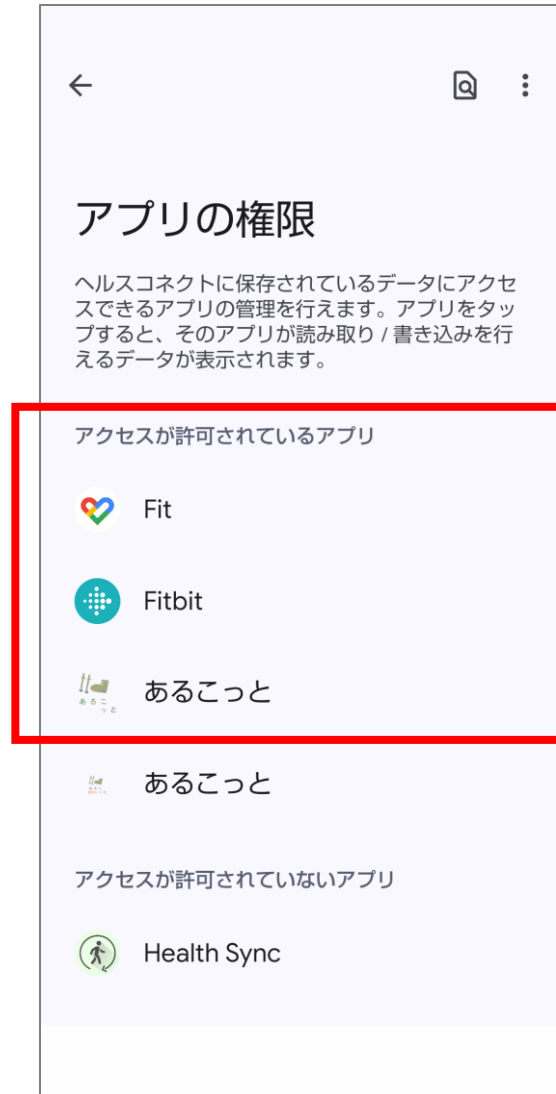 アプリの権限
ヘルスコネクトに保存されているデータにアクセ
スできるアプリの管理を行えます。アプリをタッ
プすると、そのアプリが読み取り / 書き込みを行
えるデータが表示されます。
アクセスが許可されているアプリ
Fit
Fitbit
あるこ
っと
あるこっと
あるこっと
アクセスが許可されていないアプリ
Health Sync